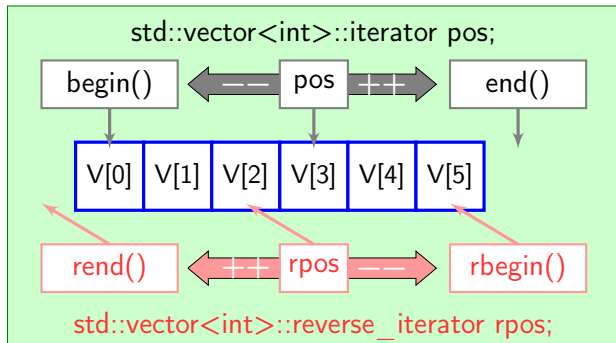 std::vector<int>::iterator pos;
begin() −− pos ++ end()
V[0] V[1] V[2] V[3] V[4] V[5]
rend() ++ rpos −− rbegin()
std::vector<int>::reverse_iterator rpos;